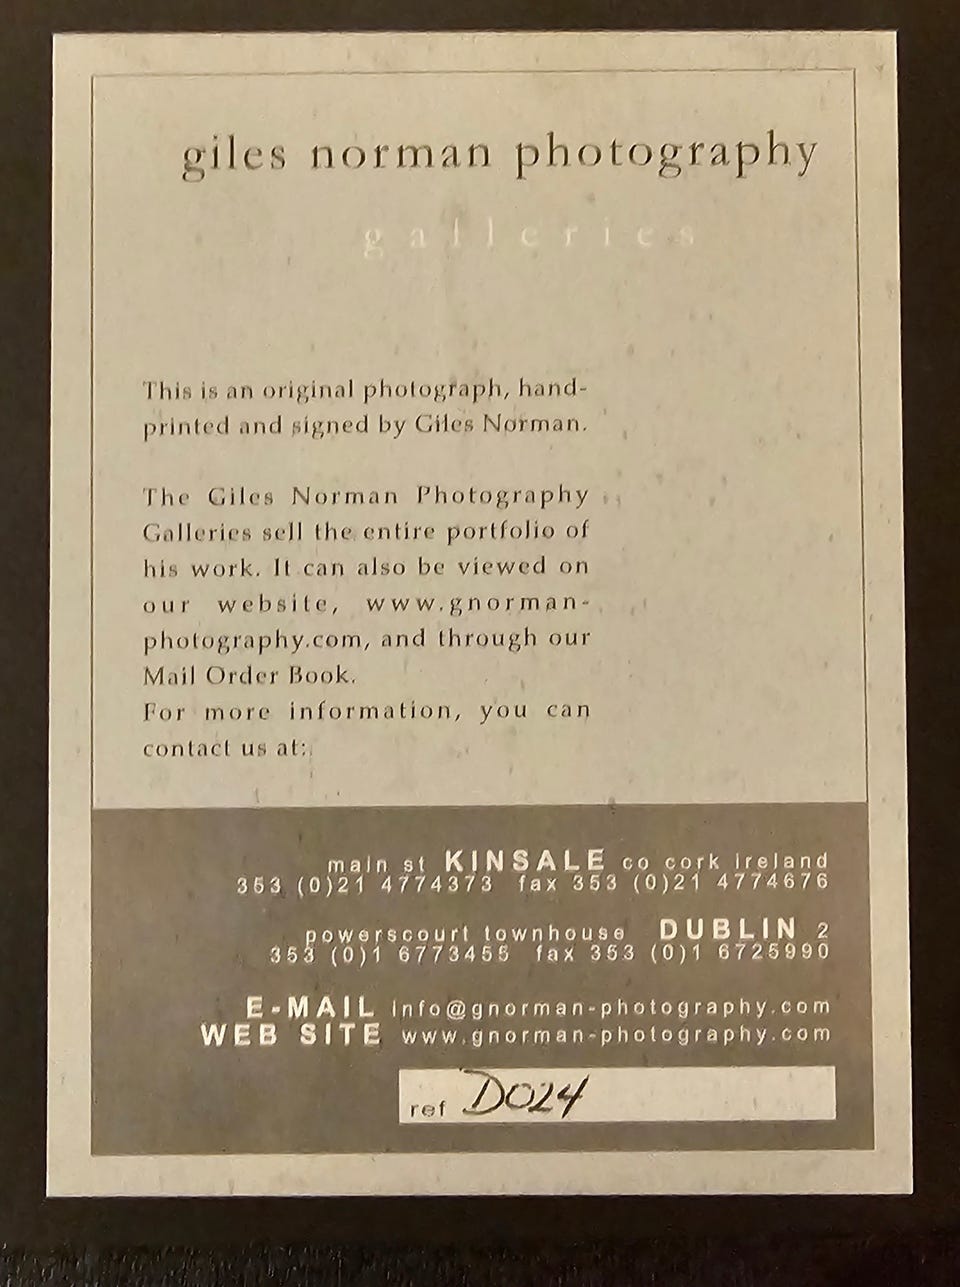 giles norman photography
galleries
This is an original photograph, hand-
printed and signed by Giles Norman.
The Giles Norman Photography
Galleries sell the entire portfolio of
his work. It can also be viewed on
our website, www.gnorman-
photography.com, and through our
Mail Order Book.
For more information, you can
contact us at:
main st KINSALE co cork ireland
353 (0)21 4774373 fax 353 (0)21 4774676
powerscourt townhouse DUBLIN 2
353 (0)1 6773455 fax 353 (0)1 6725990
E-MAIL info@gnorman-photography.com
WEB SITE www.gnorman-photography.com
ref D024